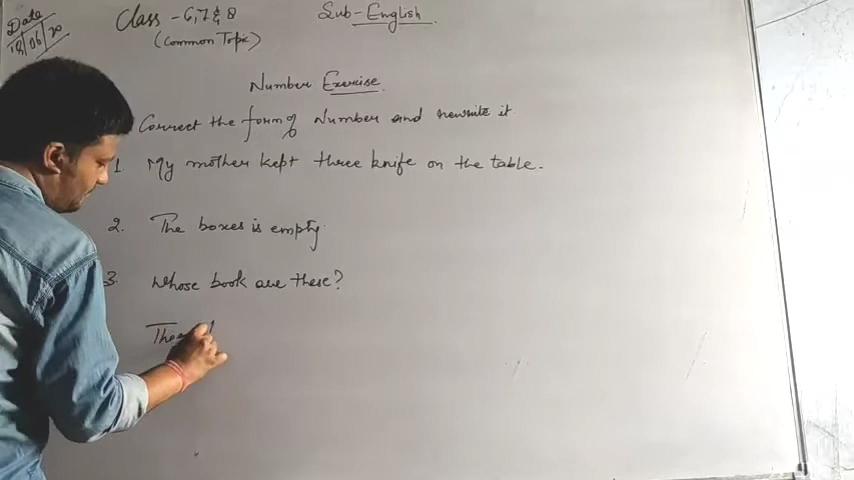 Date
18/06/20
Class - 6,7 & 8
Sub - English
(Common Topic)
Number Exercise
Correct the form of Number and rewrite it
1. My mother kept three knife on the table.
2. The boxes is empty.
3. Whose book are these?